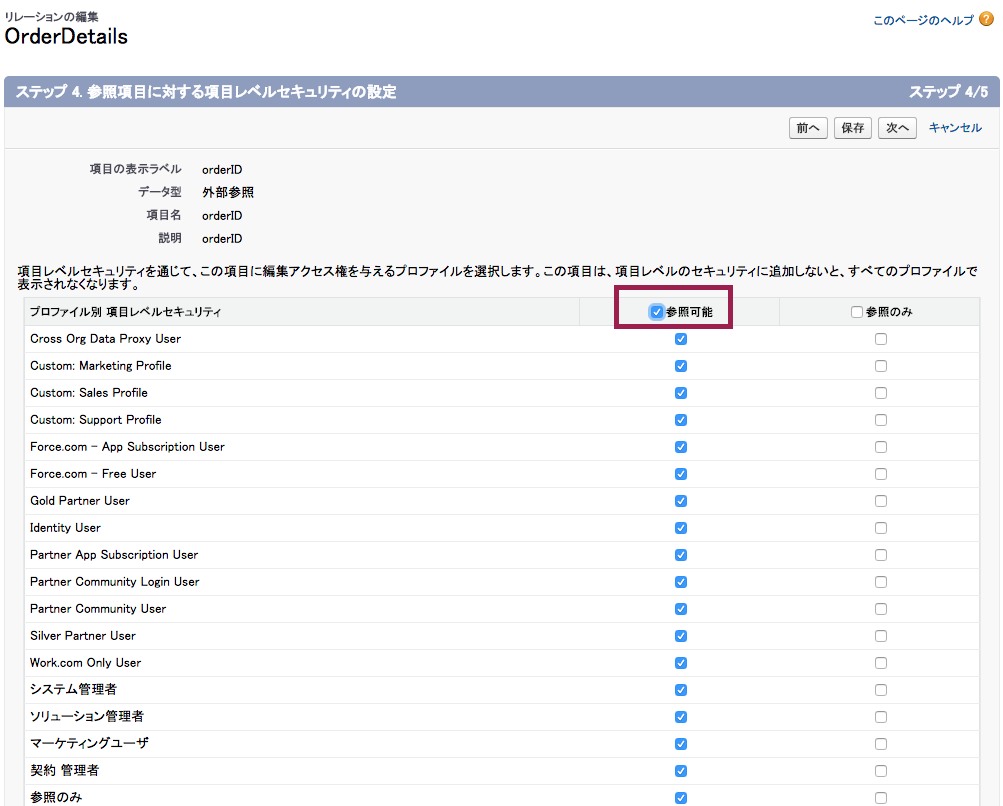 リレーションの編集
OrderDetails
このページのヘルプ ?
ステップ 4. 参照項目に対する項目レベルセキュリティの設定 ステップ 4/5
前へ 保存 次へ キャンセル
項目の表示ラベル orderID
データ型 外部参照
項目名 orderID
説明 orderID
項目レベルセキュリティを通じて、この項目に編集アクセス権を与えるプロファイルを選択します。この項目は、項目レベルのセキュリティに追加しないと、すべてのプロファイルで
表示されなくなります。
プロファイル別 項目レベルセキュリティ 参照可能 参照のみ
Cross Org Data Proxy User
Custom: Marketing Profile
Custom: Sales Profile
Custom: Support Profile
Force.com - App Subscription User
Force.com - Free User
Gold Partner User
Identity User
Partner App Subscription User
Partner Community Login User
Partner Community User
Silver Partner User
Work.com Only User
システム管理者
ソリューション管理者
マーケティングユーザ
契約 管理者
参照のみ